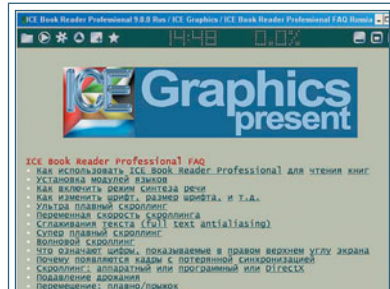 ICE Book Reader Professional 9.0.8 Rus / ICE Graphics / ICE Book Reader Professional FAQ Russia
14:48 0.0%
ICE Graphics
present
ICE Book Reader Professional FAQ
Как использовать ICE Book Reader Professional для чтения книг
Установка модулей языков
Как включить режим синтеза речи
Как изменить шрифт, размер шрифта, и т.д.
Ультра плавный скроллинг
Переменная скорость скроллинга
Сглаживания текста (full text antialiasing)
Супер плавный скроллинг
Волновой скроллинг
Что означают цифры, показываемые в правом верхнем углу экрана
Почему появляются кадры с потерянной синхронизацией
Скроллинг: аппаратный или программный или DirectX
Подавление дрожания
Перемещение: плавно/прыжок